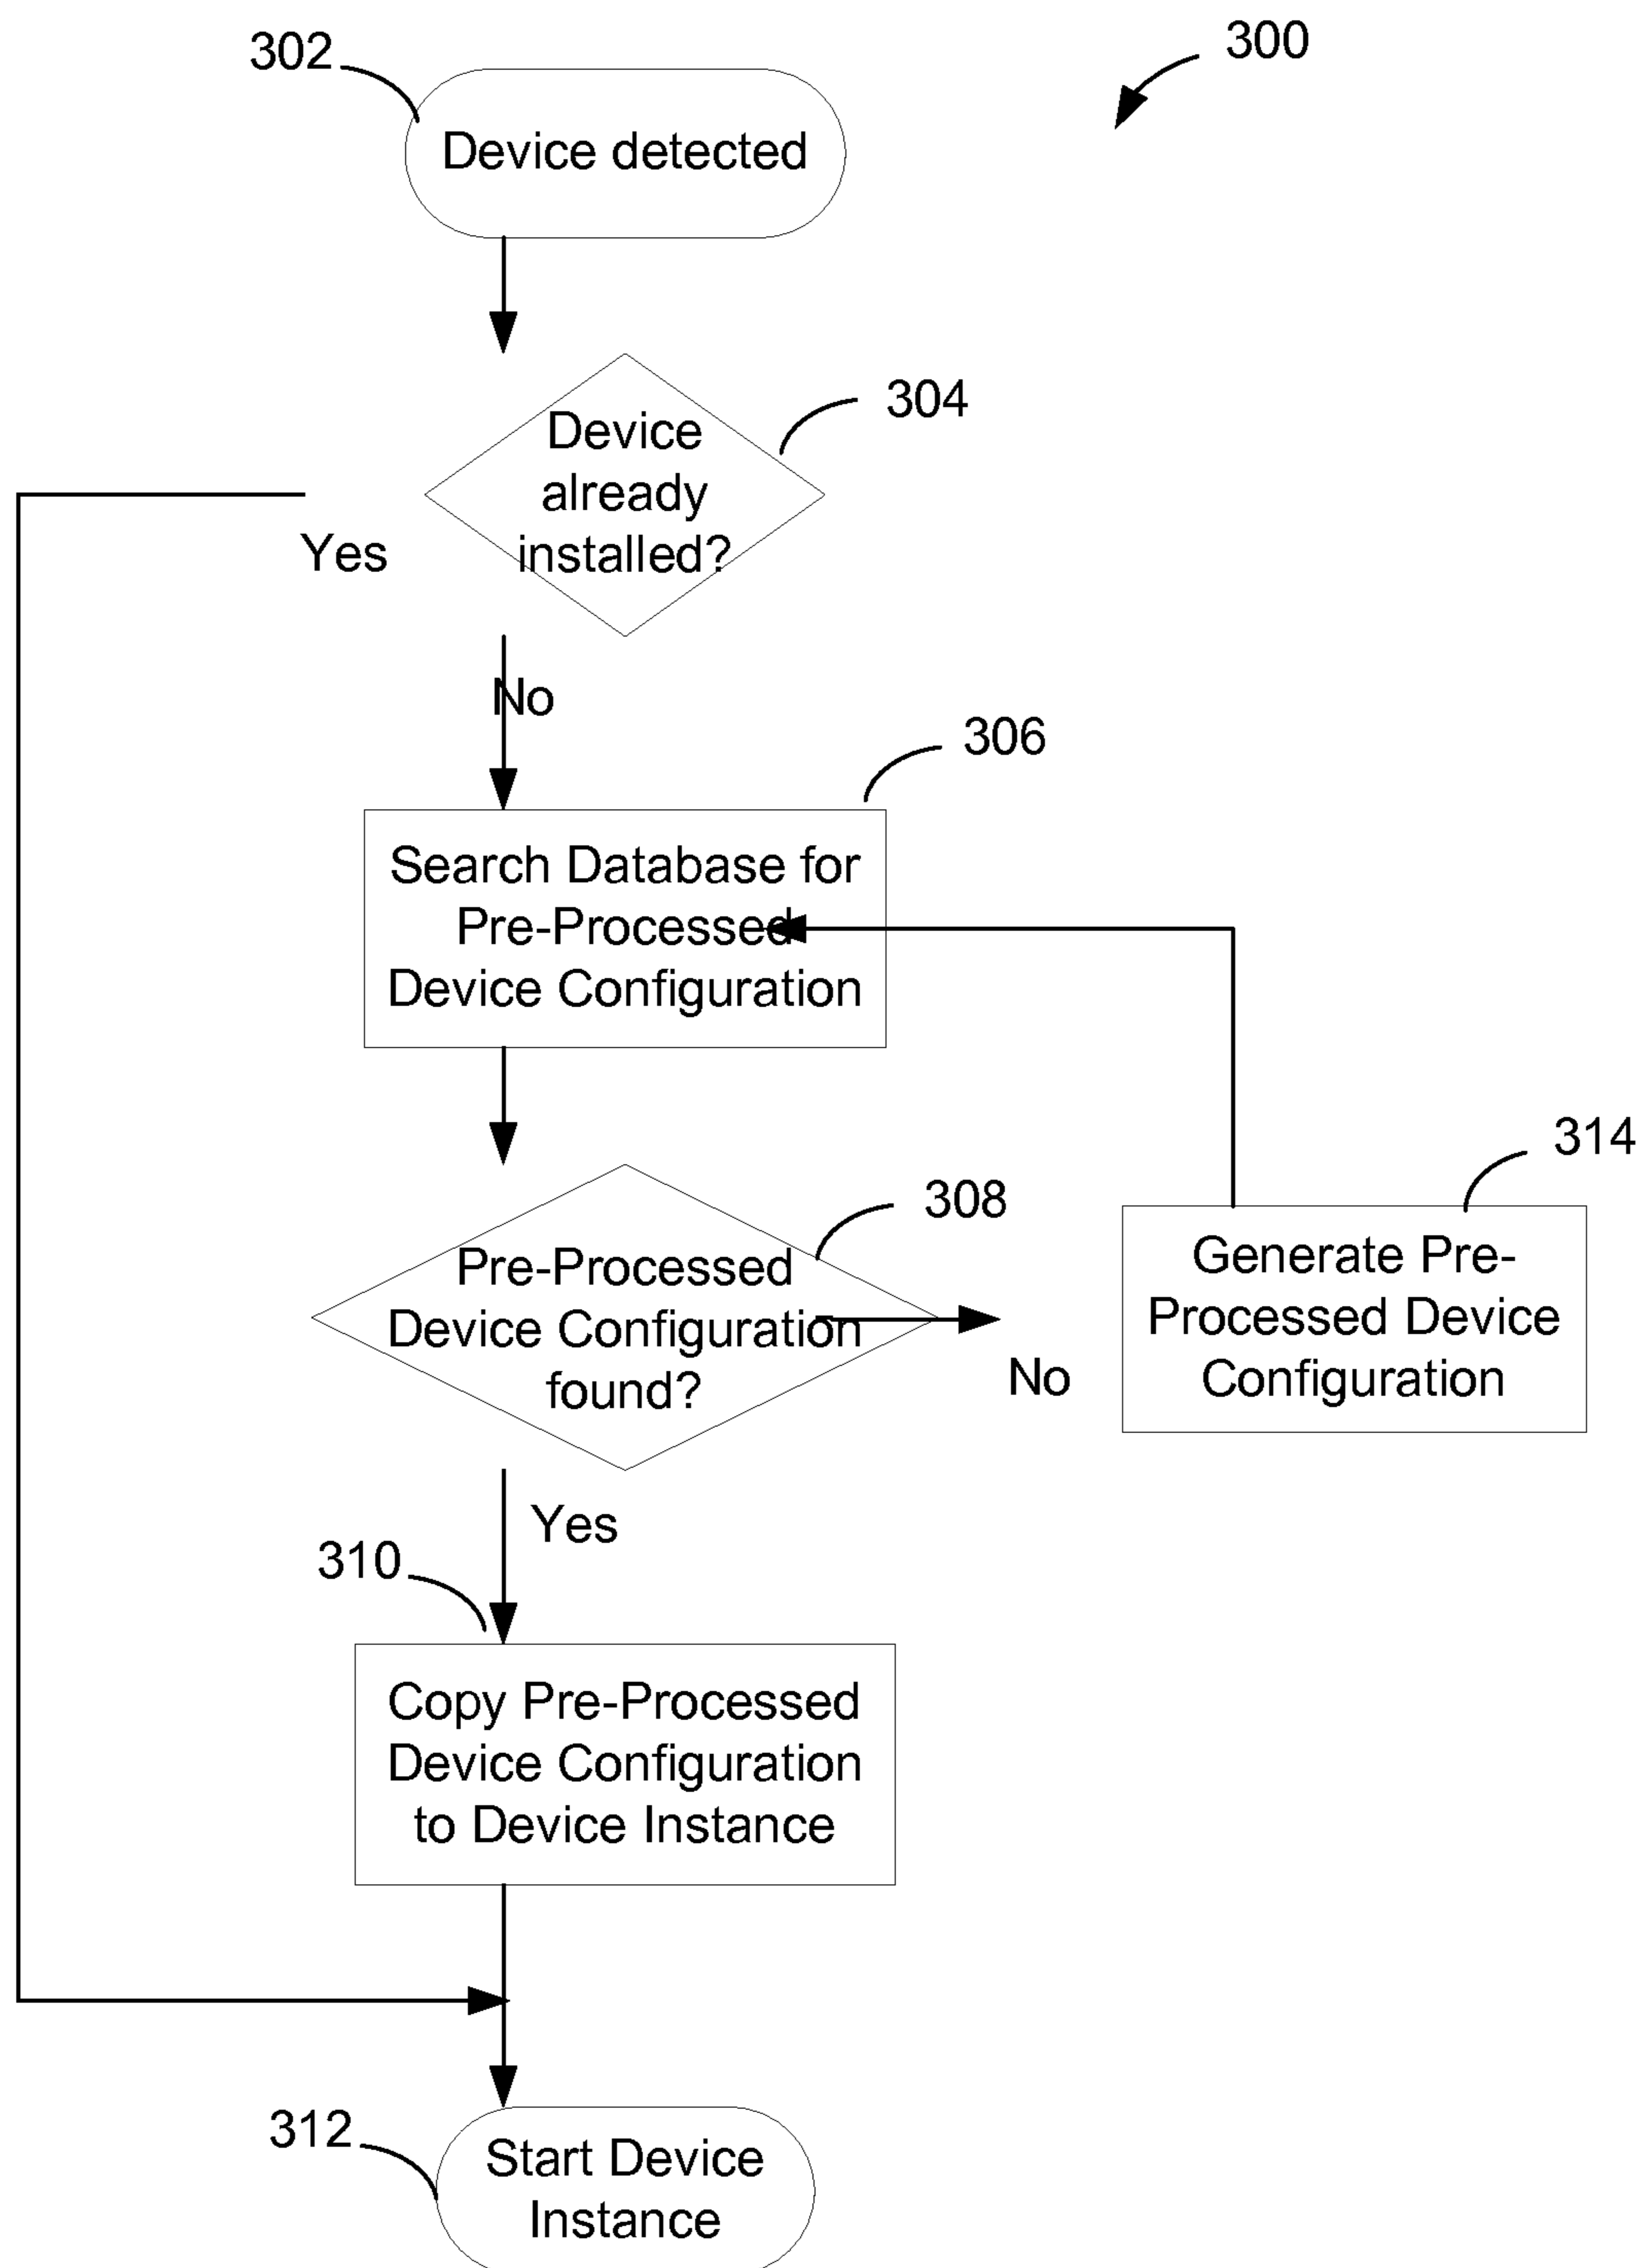 302
300
Device detected
304
Device
already
installed?
Yes
No
306
Search Database for
Pre-Processed
Device Configuration
314
308
Generate Pre-
Processed Device
Configuration
Pre-Processed
Device Configuration
found?
No
Yes
310
Copy Pre-Processed
Device Configuration
to Device Instance
312
Start Device
Instance